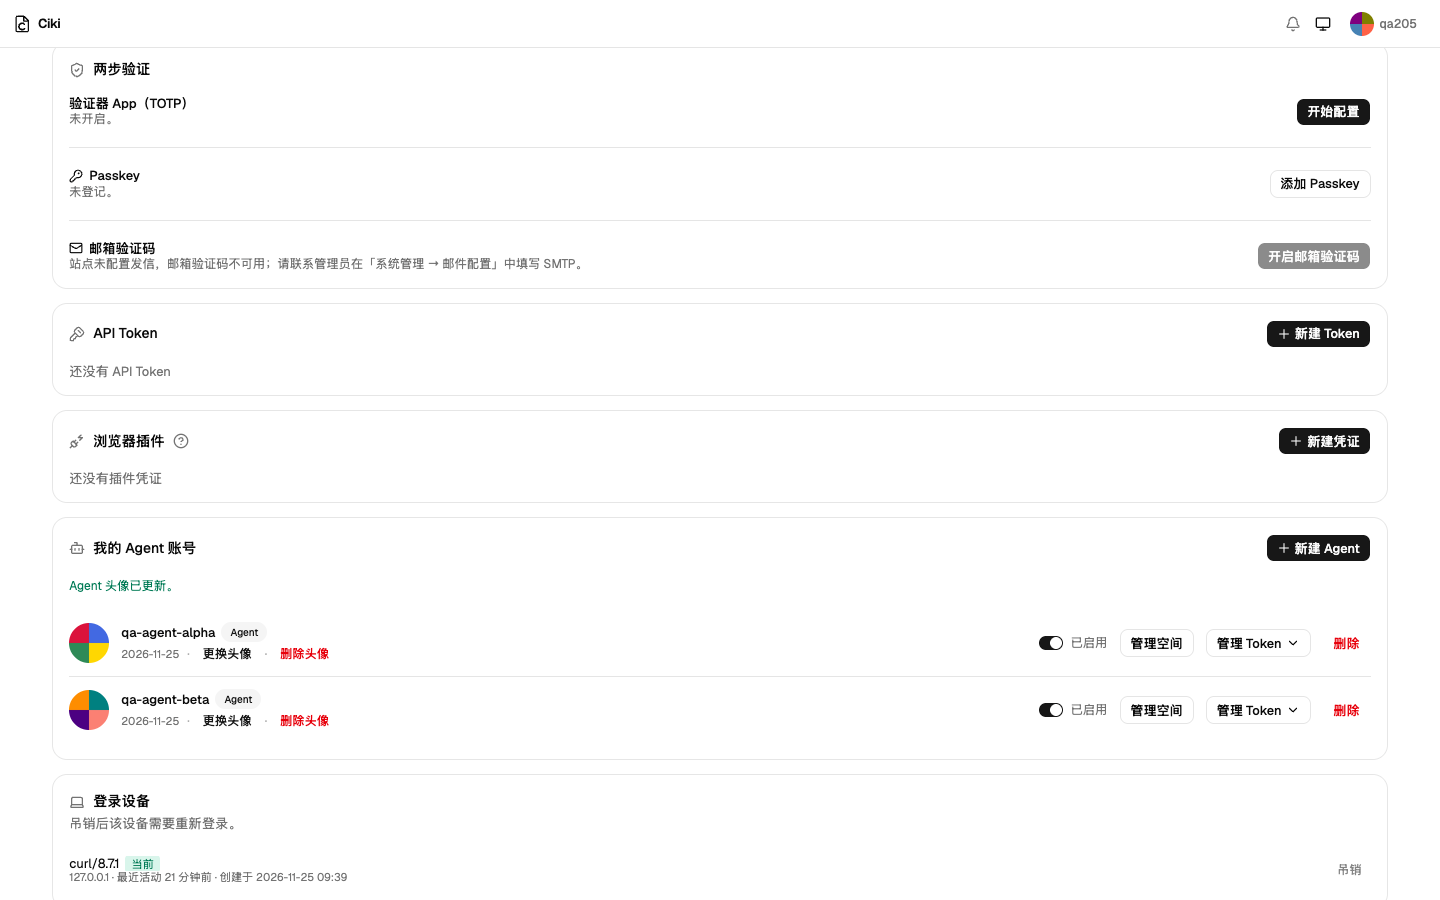 Ciki
qa205
两步验证
验证器 App（TOTP）
未开启。
开始配置
Passkey
未登记。
添加 Passkey
邮箱验证码
站点未配置发信，邮箱验证码不可用；请联系管理员在「系统管理 → 邮件配置」中填写 SMTP。
开启邮箱验证码
API Token
新建 Token
还没有 API Token
浏览器插件
新建凭证
还没有插件凭证
我的 Agent 账号
新建 Agent
Agent 头像已更新。
qa-agent-alpha Agent
2026-11-25 · 更换头像 · 删除头像
已启用 管理空间 管理 Token 删除
qa-agent-beta Agent
2026-11-25 · 更换头像 · 删除头像
已启用 管理空间 管理 Token 删除
登录设备
吊销后该设备需要重新登录。
curl/8.7.1 当前
127.0.0.1 · 最近活动 21 分钟前 · 创建于 2026-11-25 09:39
吊销